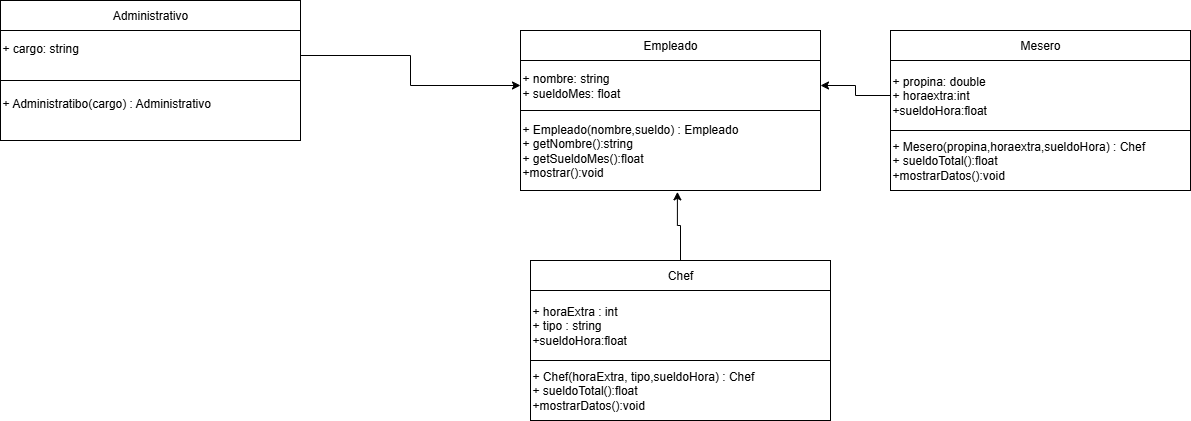 Administrativo
+ cargo: string
+ Administratibo(cargo) : Administrativo
Empleado
+ nombre: string
+ sueldoMes: float
+ Empleado(nombre,sueldo) : Empleado
+ getNombre():string
+ getSueldoMes():float
+mostrar():void
Mesero
+ propina: double
+ horaextra:int
+sueldoHora:float
+ Mesero(propina,horaextra,sueldoHora) : Chef
+ sueldoTotal():float
+mostrarDatos():void
Chef
+ horaExtra : int
+ tipo : string
+sueldoHora:float
+ Chef(horaExtra, tipo,sueldoHora) : Chef
+ sueldoTotal():float
+mostrarDatos():void